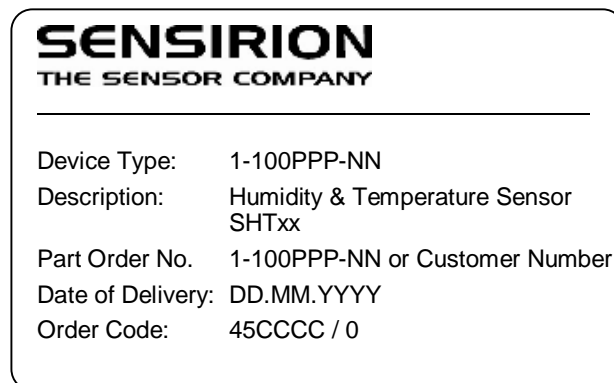 SENSIRION
THE SENSOR COMPANY
Device Type: 1-100PPP-NN
Description: Humidity & Temperature Sensor
SHTxx
Part Order No. 1-100PPP-NN or Customer Number
Date of Delivery: DD.MM.YYYY
Order Code: 45CCCC / 0